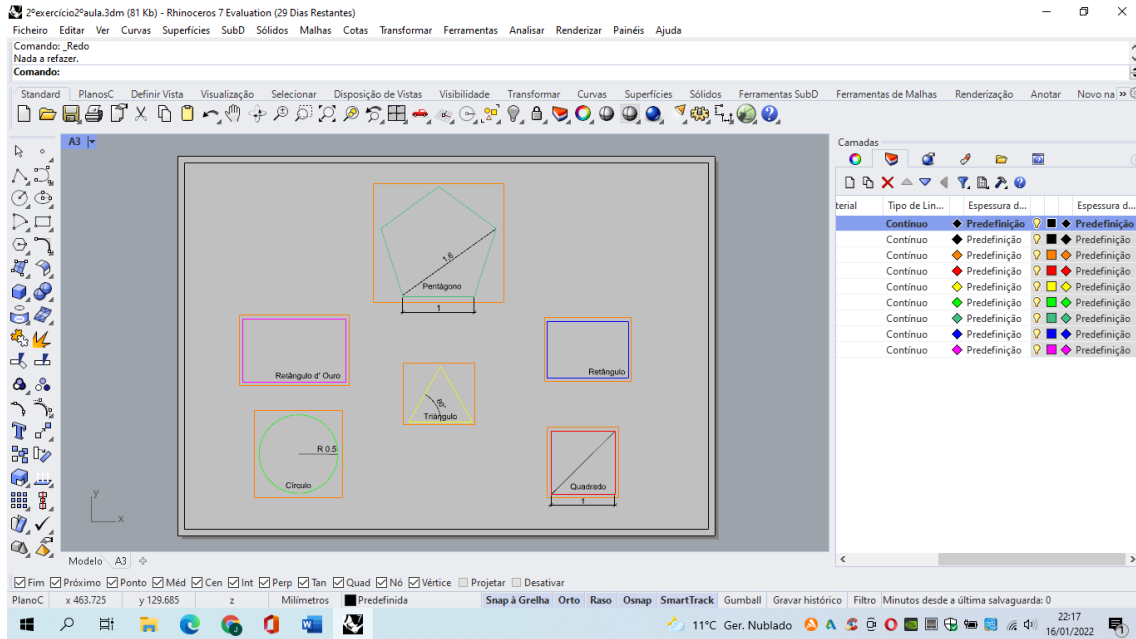 2ºexercício2ºaula.3dm (81 Kb) - Rhinoceros 7 Evaluation (29 Dias Restantes)
Ficheiro Editar Ver Curvas Superfícies SubD Sólidos Malhas Cotas Transformar Ferramentas Analisar Renderizar Painéis Ajuda
Comando: _Redo
Nada a refazer.
Comando:
Standard PlanosC Definir Vista Visualização Selecionar Disposição de Vistas Visibilidade Transformar Curvas Superfícies Sólidos Ferramentas SubD Ferramentas de Malhas Renderização Anotar Novo na »
A3
Camadas
terial Tipo de Lin... Espessura d... Espessura d...
Contínuo Predefinição Predefinição
Contínuo Predefinição Predefinição
Contínuo Predefinição Predefinição
Contínuo Predefinição Predefinição
Contínuo Predefinição Predefinição
Contínuo Predefinição Predefinição
Contínuo Predefinição Predefinição
Contínuo Predefinição Predefinição
Contínuo Predefinição Predefinição
1.6
Pentágono
1
Retângulo d' Ouro
Retângulo
60°
Triângulo
R 0.5
Círculo
Quadrado
1
y
x
Modelo A3
Fim Próximo Ponto Méd Cen Int Perp Tan Quad Nó Vértice Projetar Desativar
PlanoC x 463.725 y 129.685 z Milímetros Predefinida Snap à Grelha Orto Raso Osnap SmartTrack Gumball Gravar histórico Filtro Minutos desde a última salvaguarda: 0
11°C Ger. Nublado 22:17
16/01/2022